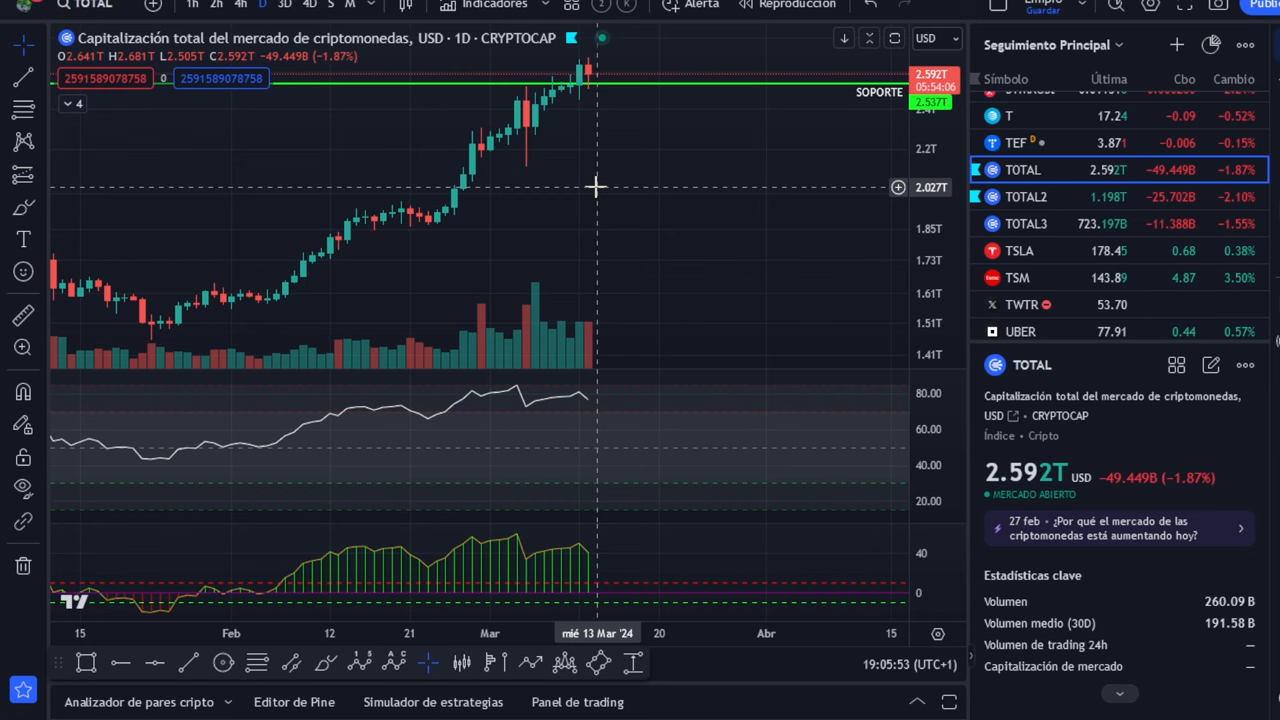 TOTAL
1h 2h 4h D 3D 4D S M
Indicadores
2 K
Alerta
Reproducción
Limpio
Guardar
Capitalización total del mercado de criptomonedas, USD · 1D · CRYPTOCAP
O2.641T H2.681T L2.505T C2.592T −49.449B (−1.87%)
2591589078758 0 2591589078758
4
USD
2.592T
05:54:06
SOPORTE
2.537T
2.4T
2.2T
2.027T
1.85T
1.73T
1.61T
1.51T
1.41T
80.00
60.00
40.00
20.00
40
0
15 Feb 12 21 Mar mié 13 Mar '24 20 Abr 15
19:05:53 (UTC+1)
Analizador de pares cripto Editor de Pine Simulador de estrategias Panel de trading
Seguimiento Principal
Símbolo Última Cbo Cambio
T 17.24 −0.09 −0.52%
TEF D 3.871 −0.006 −0.15%
TOTAL 2.592T −49.449B −1.87%
TOTAL2 1.198T −25.702B −2.10%
TOTAL3 723.197B −11.388B −1.55%
TSLA 178.45 0.68 0.38%
TSM 143.89 4.87 3.50%
TWTR 53.70
UBER 77.91 0.44 0.57%
TOTAL
Capitalización total del mercado de criptomonedas,
USD • CRYPTOCAP
Índice • Cripto
2.592T USD −49.449B (−1.87%)
MERCADO ABIERTO
27 feb • ¿Por qué el mercado de las
criptomonedas está aumentando hoy?
Estadísticas clave
Volumen 260.09 B
Volumen medio (30D) 191.58 B
Volumen de trading 24h —
Capitalización de mercado —